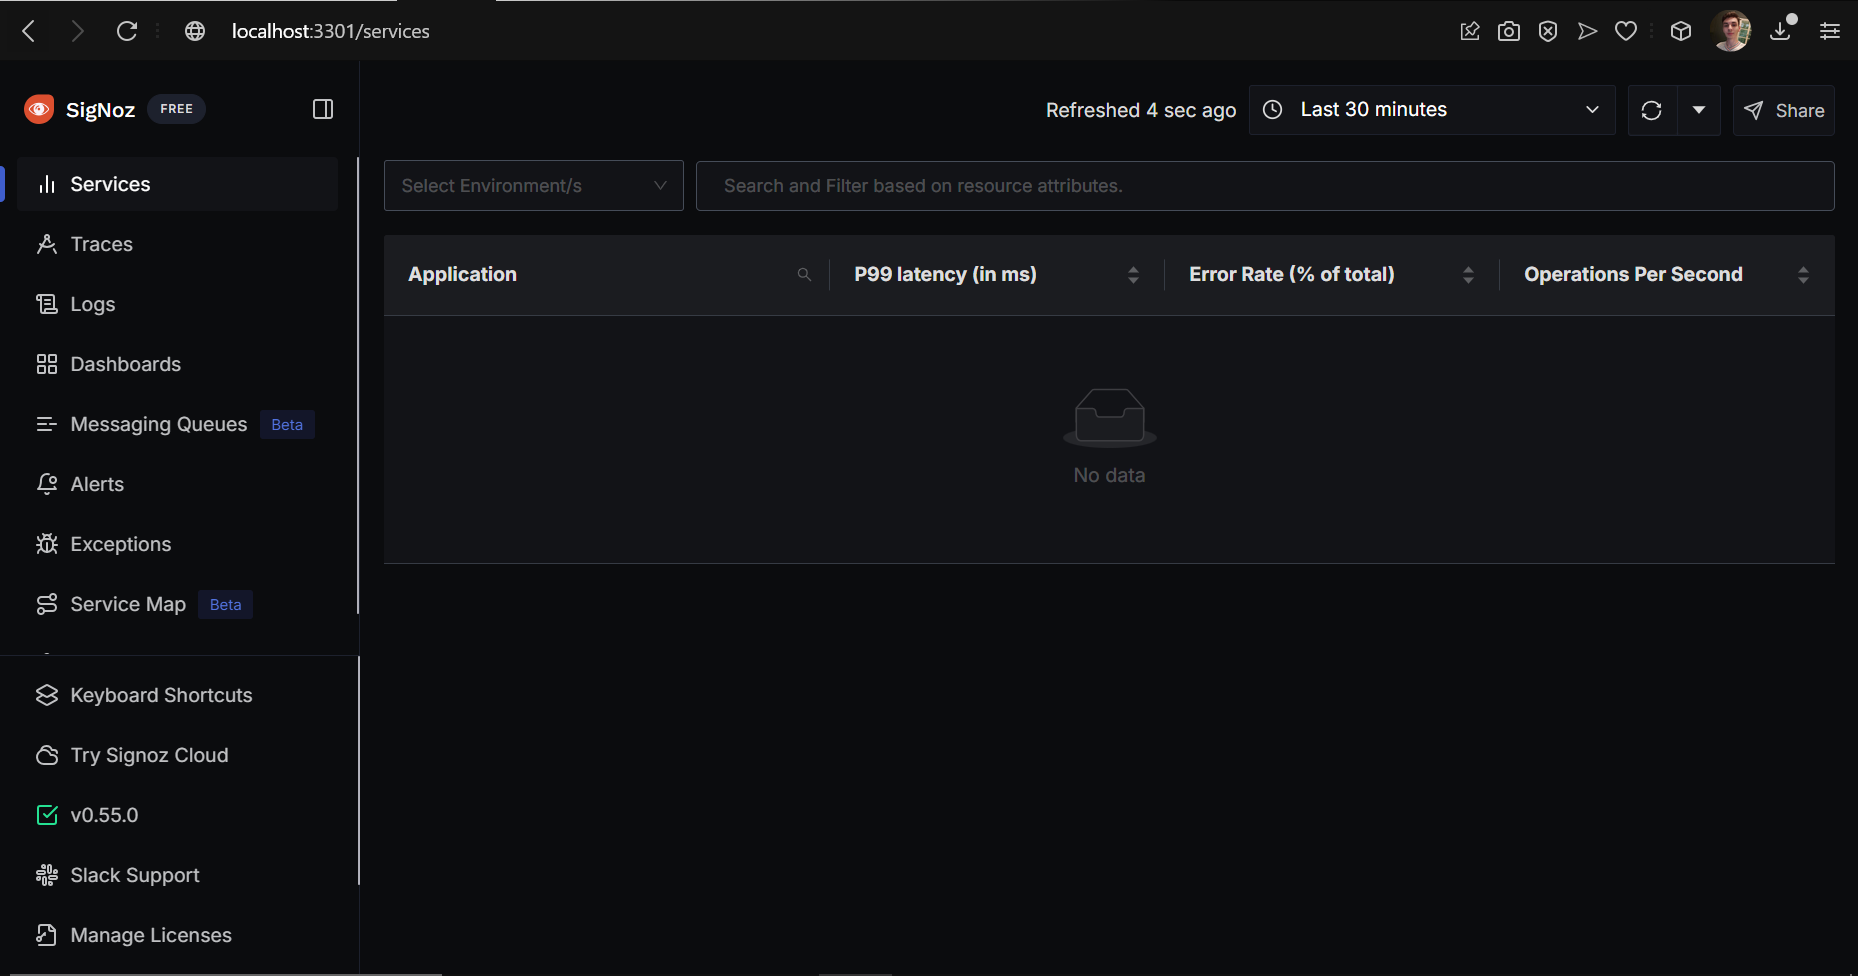 localhost:3301/services
SigNoz FREE
Refreshed 4 sec ago
Last 30 minutes
Share
Services
Traces
Logs
Dashboards
Messaging Queues Beta
Alerts
Exceptions
Service Map Beta
Keyboard Shortcuts
Try Signoz Cloud
v0.55.0
Slack Support
Manage Licenses
Select Environment/s
Search and Filter based on resource attributes.
Application
P99 latency (in ms)
Error Rate (% of total)
Operations Per Second
No data